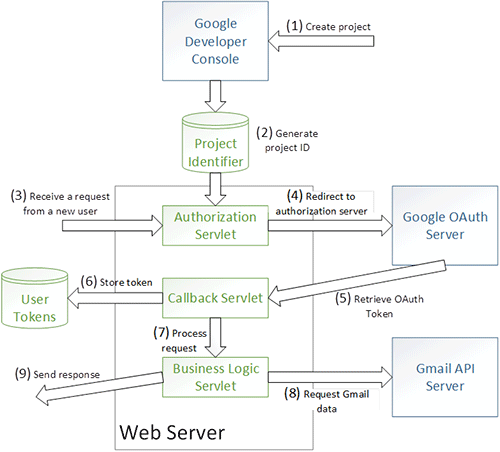 Google
Developer
Console
(1) Create project
(2) Generate
project ID
Project
Identifier
(3) Receive a request
from a new user
Authorization
Servlet
(4) Redirect to
authorization server
Google OAuth
Server
User
Tokens
(6) Store token
Callback Servlet
(5) Retrieve OAuth
Token
(7) Process
request
(9) Send response
Business Logic
Servlet
(8) Request Gmail
data
Gmail API
Server
Web Server